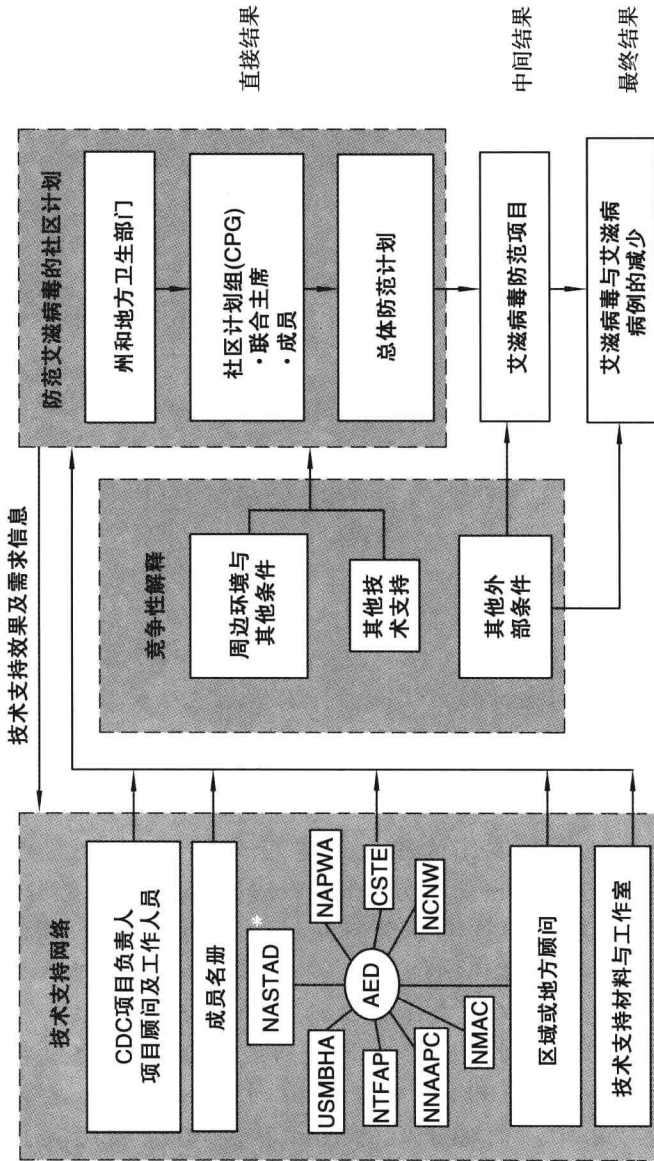 技术支持网络
CDC项目负责人
项目顾问及工作人员
成员名册
NASTAD*
NAPWA
CSTE
NCNW
NMAC
NNAAPC
NTFAP
USMBHA
AED
区域或地方顾问
技术支持材料与工作室
技术支持效果及需求信息
竞争性解释
周边环境与
其他条件
其他技
术支持
其他外
部条件
防范艾滋病毒的社区计划
州和地方卫生部门
社区计划组(CPG)
·联合主席
·成员
总体防范计划
艾滋病毒防范项目
艾滋病毒与艾滋病
病例的减少
直接结果
中间结果
最终结果